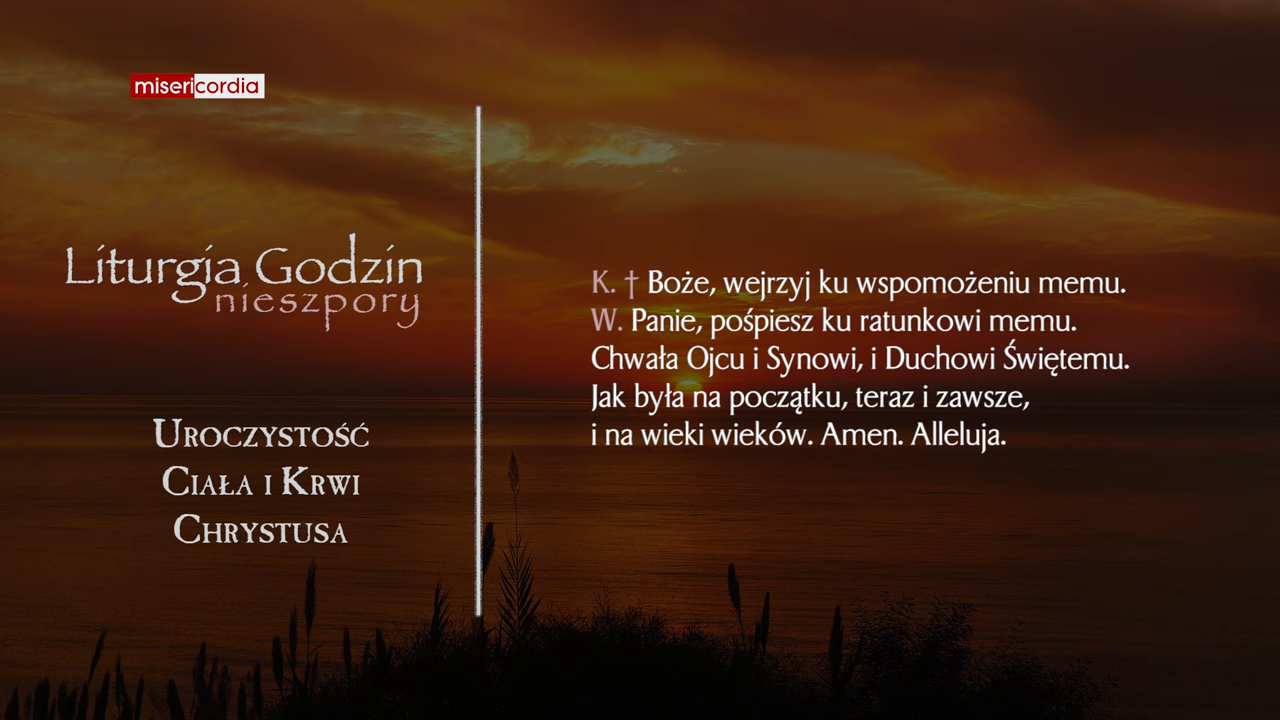 misericordia
Liturgia Godzin
nieszpory
Uroczystość
Ciała i Krwi
Chrystusa
K. † Boże, wejrzyj ku wspomożeniu memu.
W. Panie, pośpiesz ku ratunkowi memu.
Chwała Ojcu i Synowi, i Duchowi Świętemu.
Jak była na początku, teraz i zawsze,
i na wieki wieków. Amen. Alleluja.